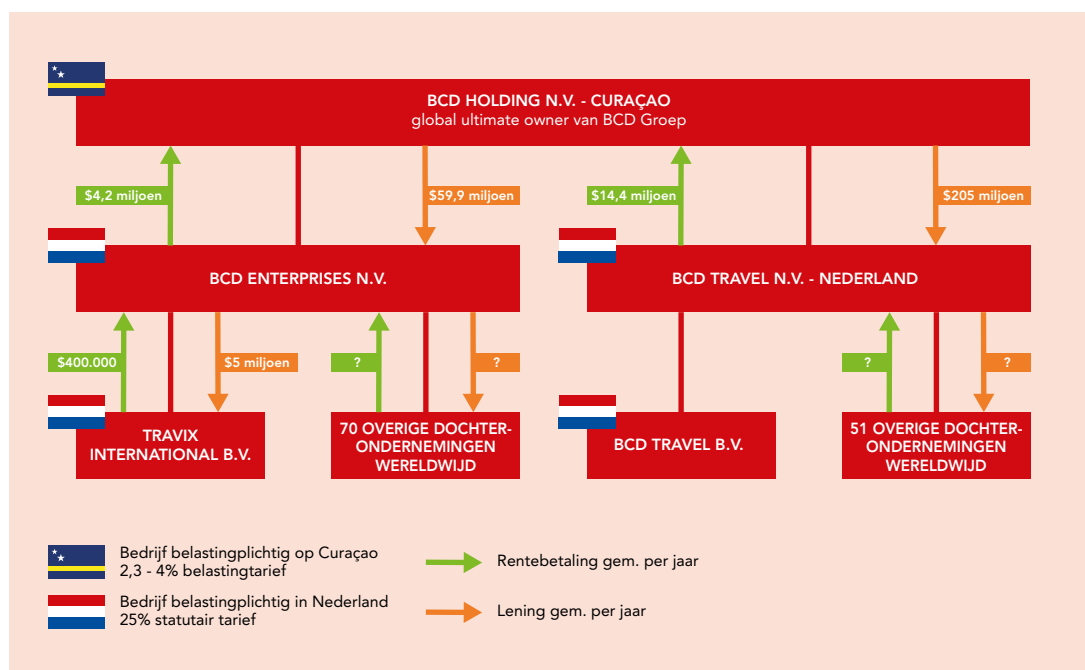 BCD HOLDING N.V. - CURAÇAO
global ultimate owner van BCD Groep
$4,2 miljoen
$59,9 miljoen
$14,4 miljoen
$205 miljoen
BCD ENTERPRISES N.V.
BCD TRAVEL N.V. - NEDERLAND
$400.000
$5 miljoen
?
?
?
?
TRAVIX
INTERNATIONAL B.V.
70 OVERIGE DOCHTER-
ONDERNEMINGEN
WERELDWIJD
BCD TRAVEL B.V.
51 OVERIGE DOCHTER-
ONDERNEMINGEN
WERELDWIJD
Bedrijf belastingplichtig op Curaçao
2,3 - 4% belastingtarief
Rentebetaling gem. per jaar
Bedrijf belastingplichtig in Nederland
25% statutair tarief
Lening gem. per jaar